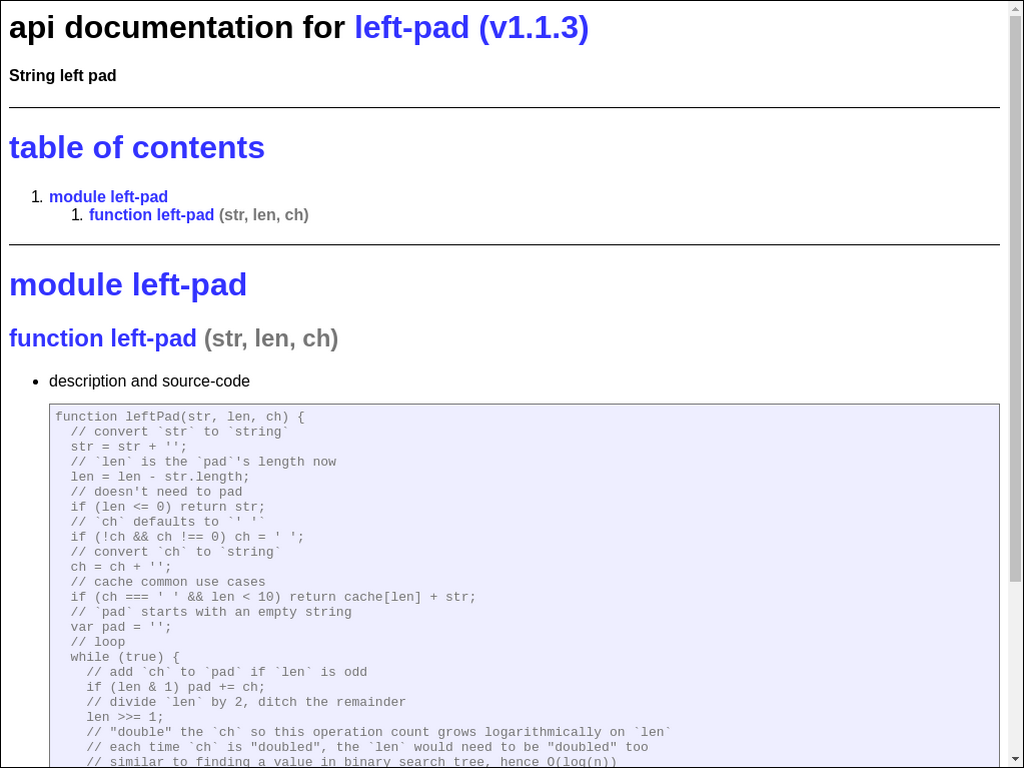 api documentation for left-pad (v1.1.3)
String left pad
table of contents
1. module left-pad
1. function left-pad (str, len, ch)
module left-pad
function left-pad (str, len, ch)
• description and source-code
function leftPad(str, len, ch) {
  // convert `str` to `string`
  str = str + '';
  // `len` is the `pad`'s length now
  len = len - str.length;
  // doesn't need to pad
  if (len <= 0) return str;
  // `ch` defaults to `' '`
  if (!ch && ch !== 0) ch = ' ';
  // convert `ch` to `string`
  ch = ch + '';
  // cache common use cases
  if (ch === ' ' && len < 10) return cache[len] + str;
  // `pad` starts with an empty string
  var pad = '';
  // loop
  while (true) {
    // add `ch` to `pad` if `len` is odd
    if (len & 1) pad += ch;
    // divide `len` by 2, ditch the remainder
    len >>= 1;
    // "double" the `ch` so this operation count grows logarithmically on `len`
    // each time `ch` is "doubled", the `len` would need to be "doubled" too
    // similar to finding a value in binary search tree, hence O(log(n))